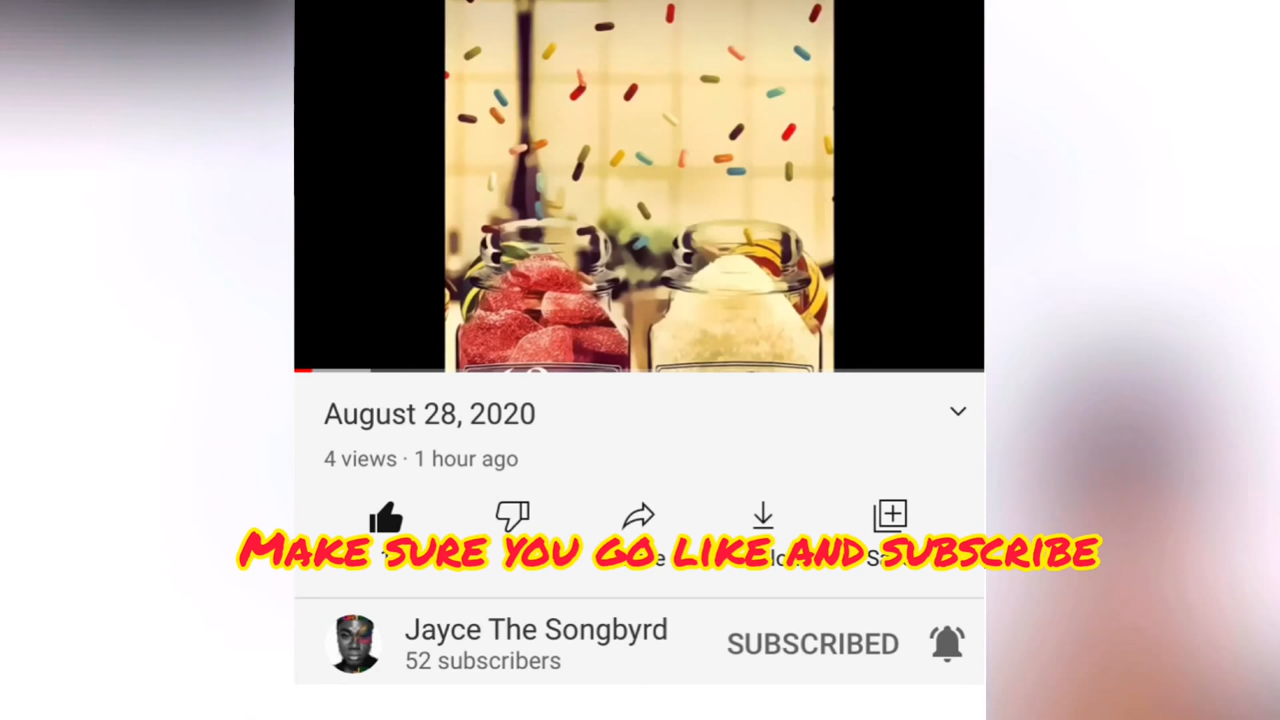 August 28, 2020
4 views · 1 hour ago
Make sure you go like and subscribe
Jayce The Songbyrd
SUBSCRIBED
52 subscribers